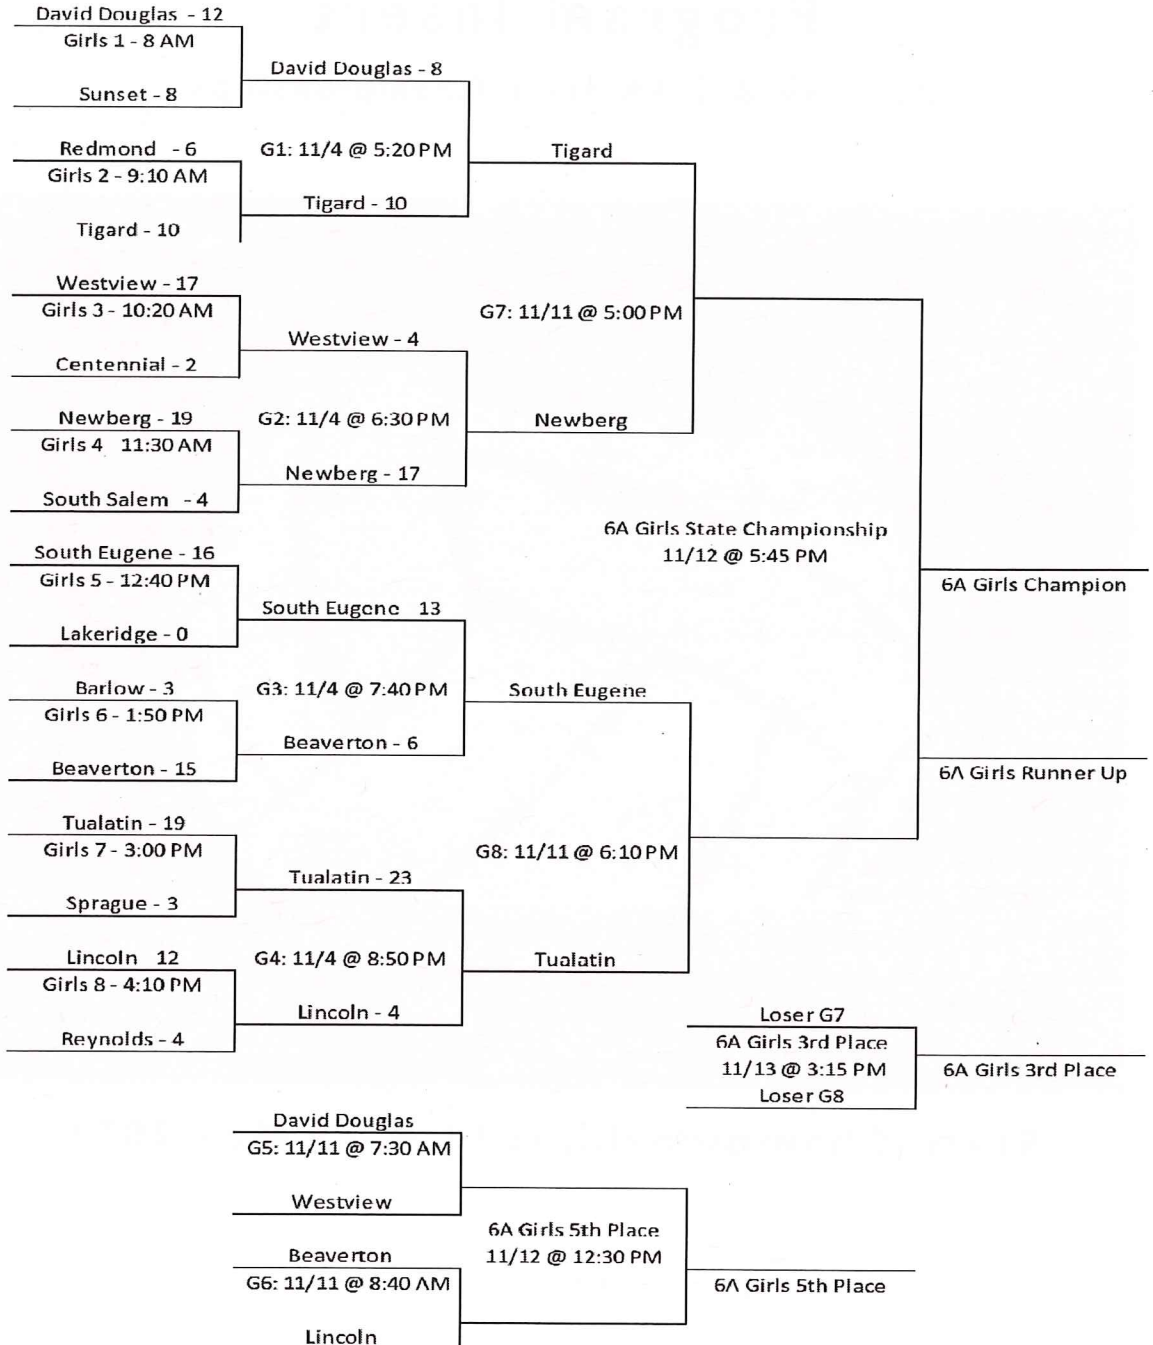 David Douglas - 12
Girls 1 - 8 AM
Sunset - 8
Redmond - 6
Girls 2 - 9:10 AM
Tigard - 10
Westview - 17
Girls 3 - 10:20 AM
Centennial - 2
Newberg - 19
Girls 4 11:30 AM
South Salem - 4
South Eugene - 16
Girls 5 - 12:40 PM
Lakeridge - 0
Barlow - 3
Girls 6 - 1:50 PM
Beaverton - 15
Tualatin - 19
Girls 7 - 3:00 PM
Sprague - 3
Lincoln 12
Girls 8 - 4:10 PM
Reynolds - 4
David Douglas - 8
G1: 11/4 @ 5:20 PM
Tigard - 10
Westview - 4
G2: 11/4 @ 6:30 PM
Newberg - 17
South Eugene 13
G3: 11/4 @ 7:40 PM
Beaverton - 6
Tualatin - 23
G4: 11/4 @ 8:50 PM
Lincoln - 4
Tigard
G7: 11/11 @ 5:00 PM
Newberg
South Eugene
G8: 11/11 @ 6:10 PM
Tualatin
6A Girls State Championship
11/12 @ 5:45 PM
6A Girls Champion
6A Girls Runner Up
Loser G7
6A Girls 3rd Place
11/13 @ 3:15 PM
Loser G8
6A Girls 3rd Place
David Douglas
G5: 11/11 @ 7:30 AM
Westview
Beaverton
G6: 11/11 @ 8:40 AM
Lincoln
6A Girls 5th Place
11/12 @ 12:30 PM
6A Girls 5th Place